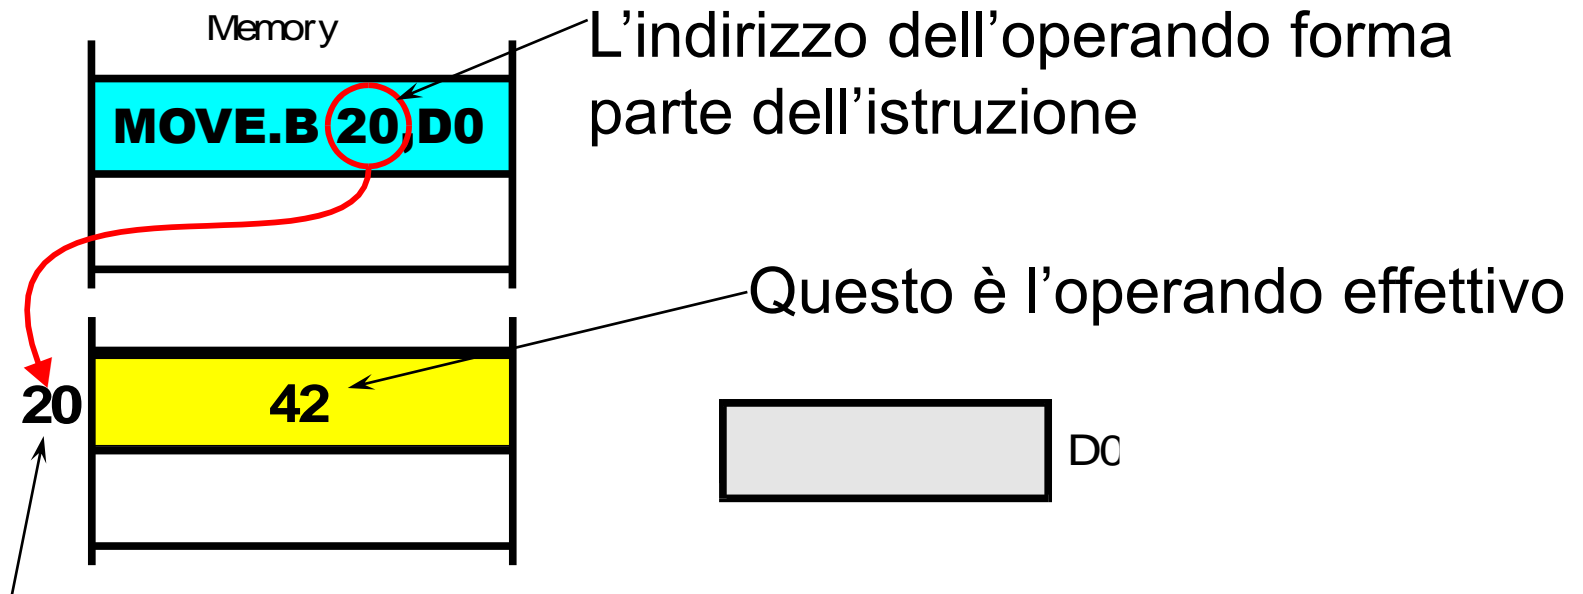 Memory
L’indirizzo dell’operando forma
parte dell’istruzione
MOVE.B 20,D0
Questo è l’operando effettivo
20
42
D0